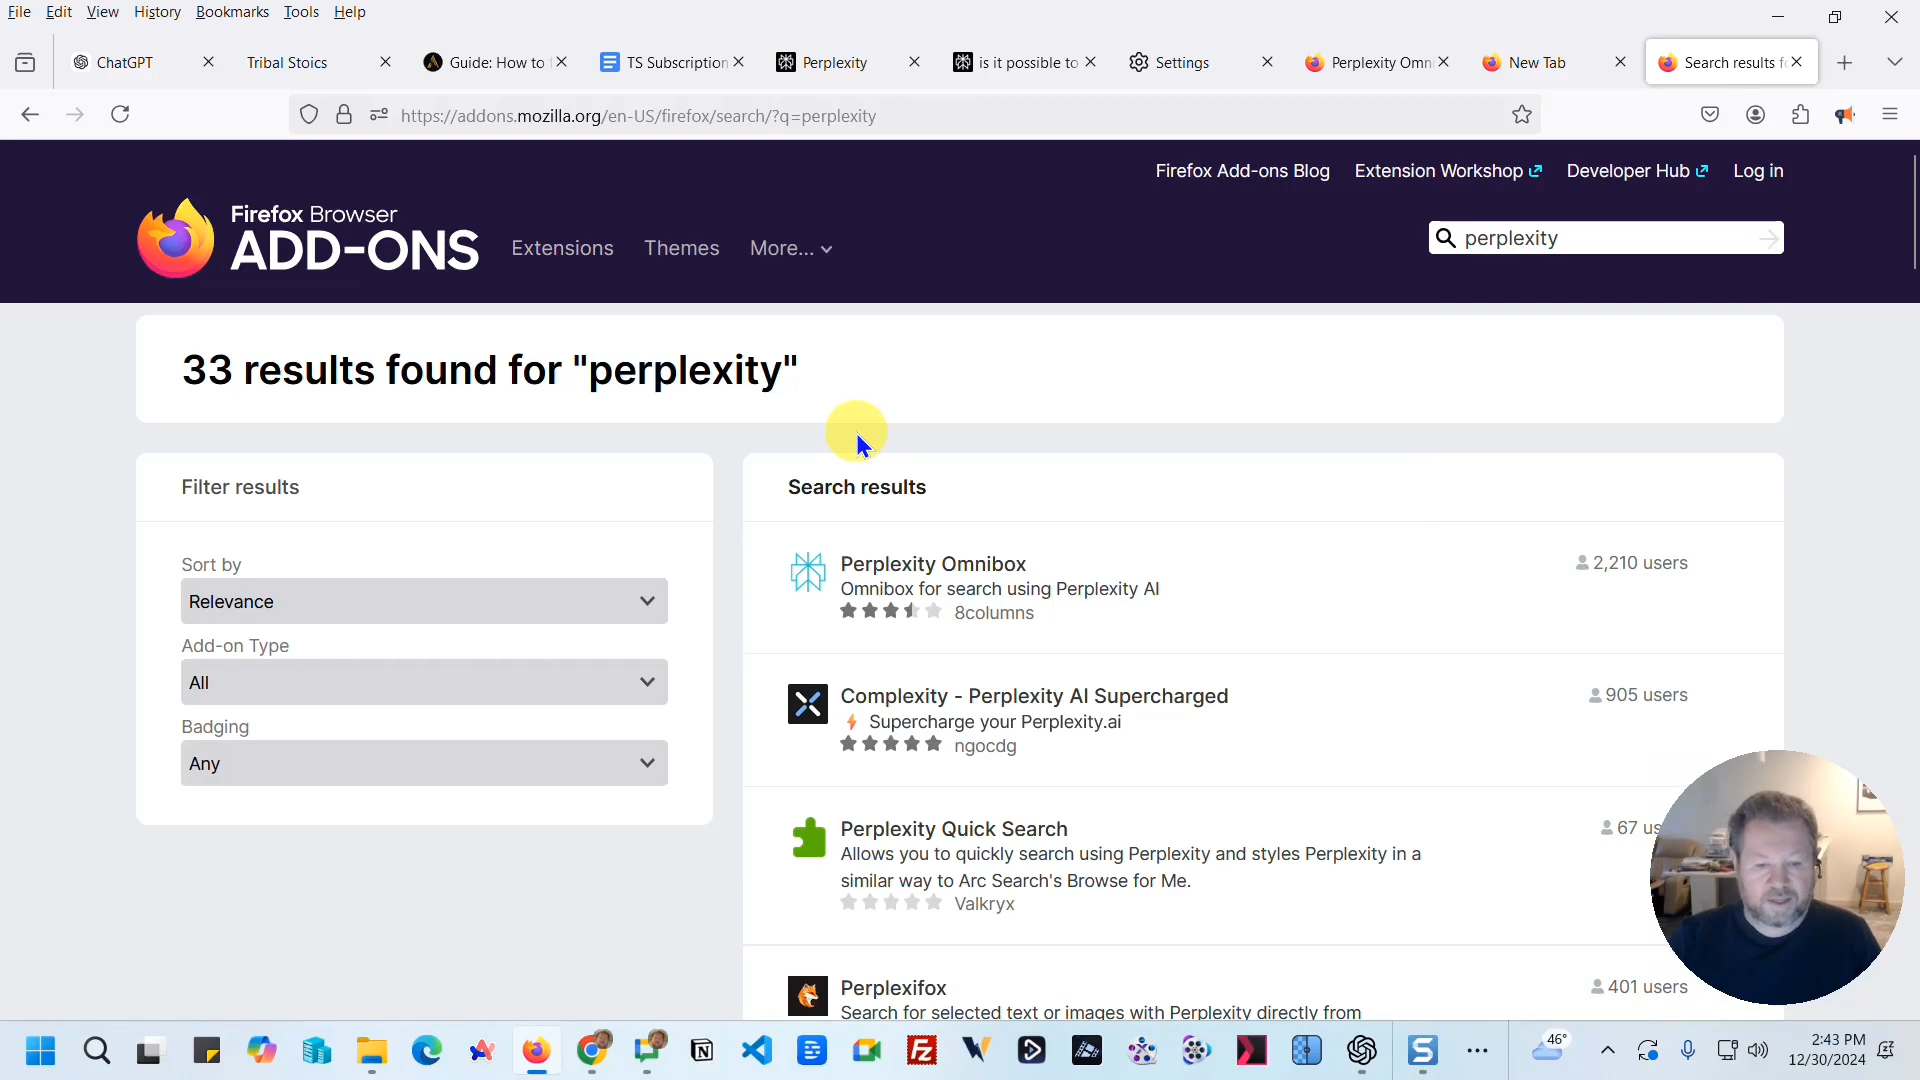 File Edit View History Bookmarks Tools Help
ChatGPT
Tribal Stoics
Guide: How to
TS Subscription
Perplexity
is it possible to
Settings
Perplexity Omni
New Tab
Search results f
https://addons.mozilla.org/en-US/firefox/search/?q=perplexity
Firefox Add-ons Blog Extension Workshop Developer Hub Log in
Firefox Browser
ADD-ONS
Extensions Themes More...
perplexity
33 results found for "perplexity"
Filter results
Sort by
Relevance
Add-on Type
All
Badging
Any
Search results
Perplexity Omnibox
2,210 users
Omnibox for search using Perplexity AI
8columns
Complexity - Perplexity AI Supercharged
905 users
Supercharge your Perplexity.ai
ngocdg
Perplexity Quick Search
67 us
Allows you to quickly search using Perplexity and styles Perplexity in a
similar way to Arc Search's Browse for Me.
Valkryx
Perplexifox
401 users
Search for selected text or images with Perplexity directly from
46°
2:43 PM
12/30/2024